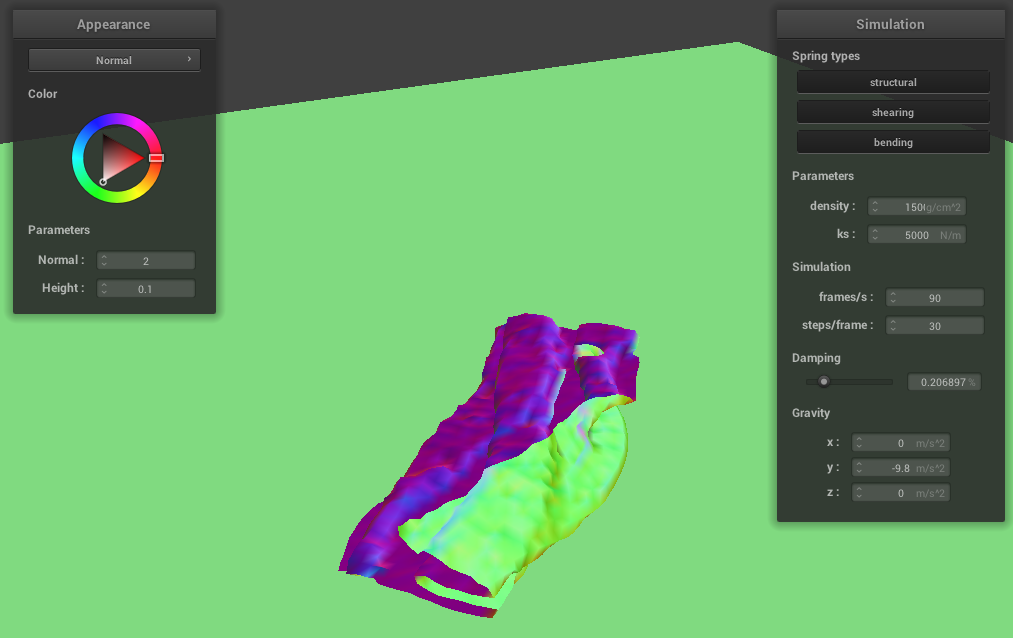 Appearance
Normal
Color
Parameters
Normal : 2
Height : 0.1
Simulation
Spring types
structural
shearing
bending
Parameters
density : 150 g/cm^2
ks : 5000 N/m
Simulation
frames/s : 90
steps/frame : 30
Damping
0.206897 %
Gravity
x : 0 m/s^2
y : -9.8 m/s^2
z : 0 m/s^2